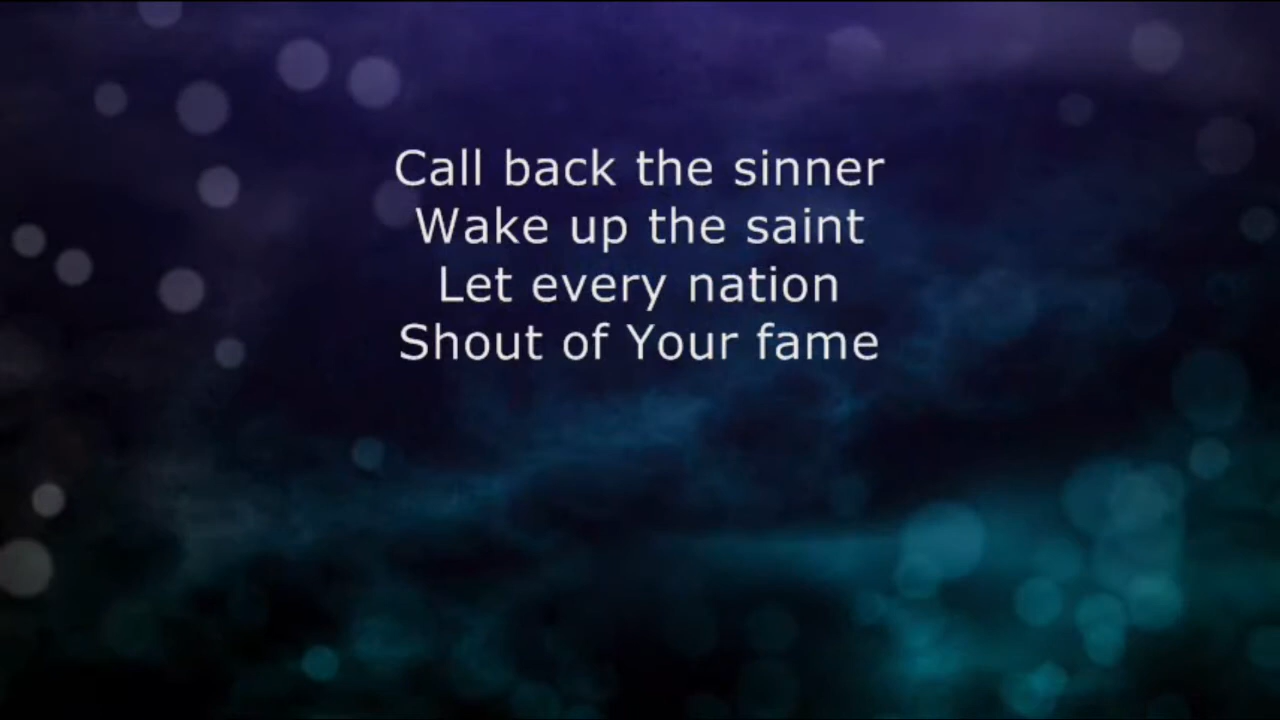 Call back the sinner
Wake up the saint
Let every nation
Shout of Your fame